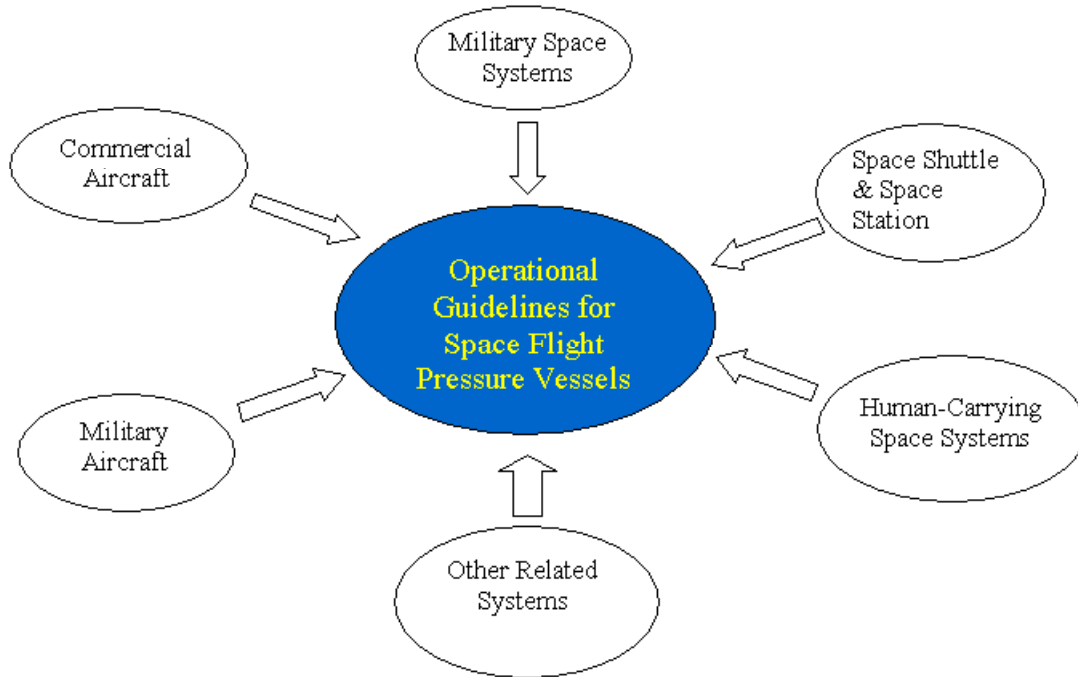 Military Space
Systems
Commercial
Aircraft
Space Shuttle
& Space
Station
Operational
Guidelines for
Space Flight
Pressure Vessels
Military
Aircraft
Human-Carrying
Space Systems
Other Related
Systems